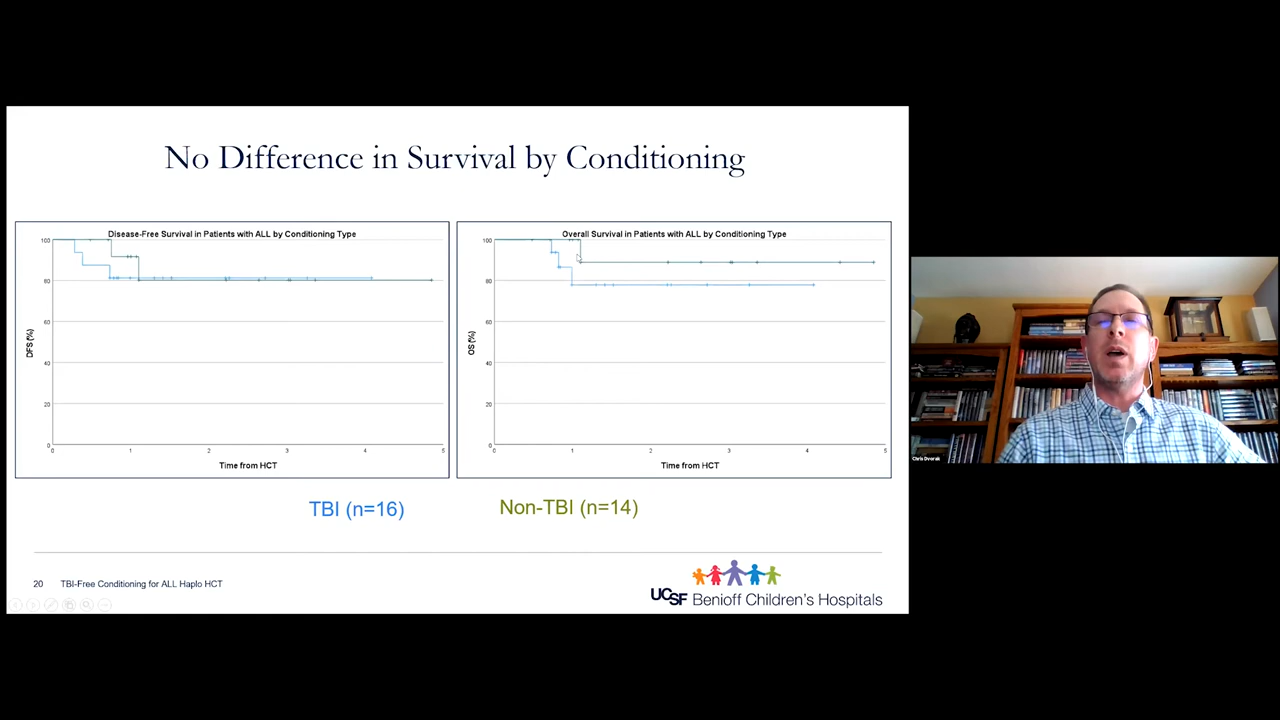 No Difference in Survival by Conditioning
Disease-Free Survival in Patients with ALL by Conditioning Type
100
80
60
40
20
0
DFS (%)
0 1 2 3 4 5
Time from HCT
Overall Survival in Patients with ALL by Conditioning Type
100
80
60
40
20
0
OS (%)
0 1 2 3 4 5
Time from HCT
TBI (n=16)
Non-TBI (n=14)
20 TBI-Free Conditioning for ALL Haplo HCT
UCSF Benioff Children's Hospitals
Chris Dvorak